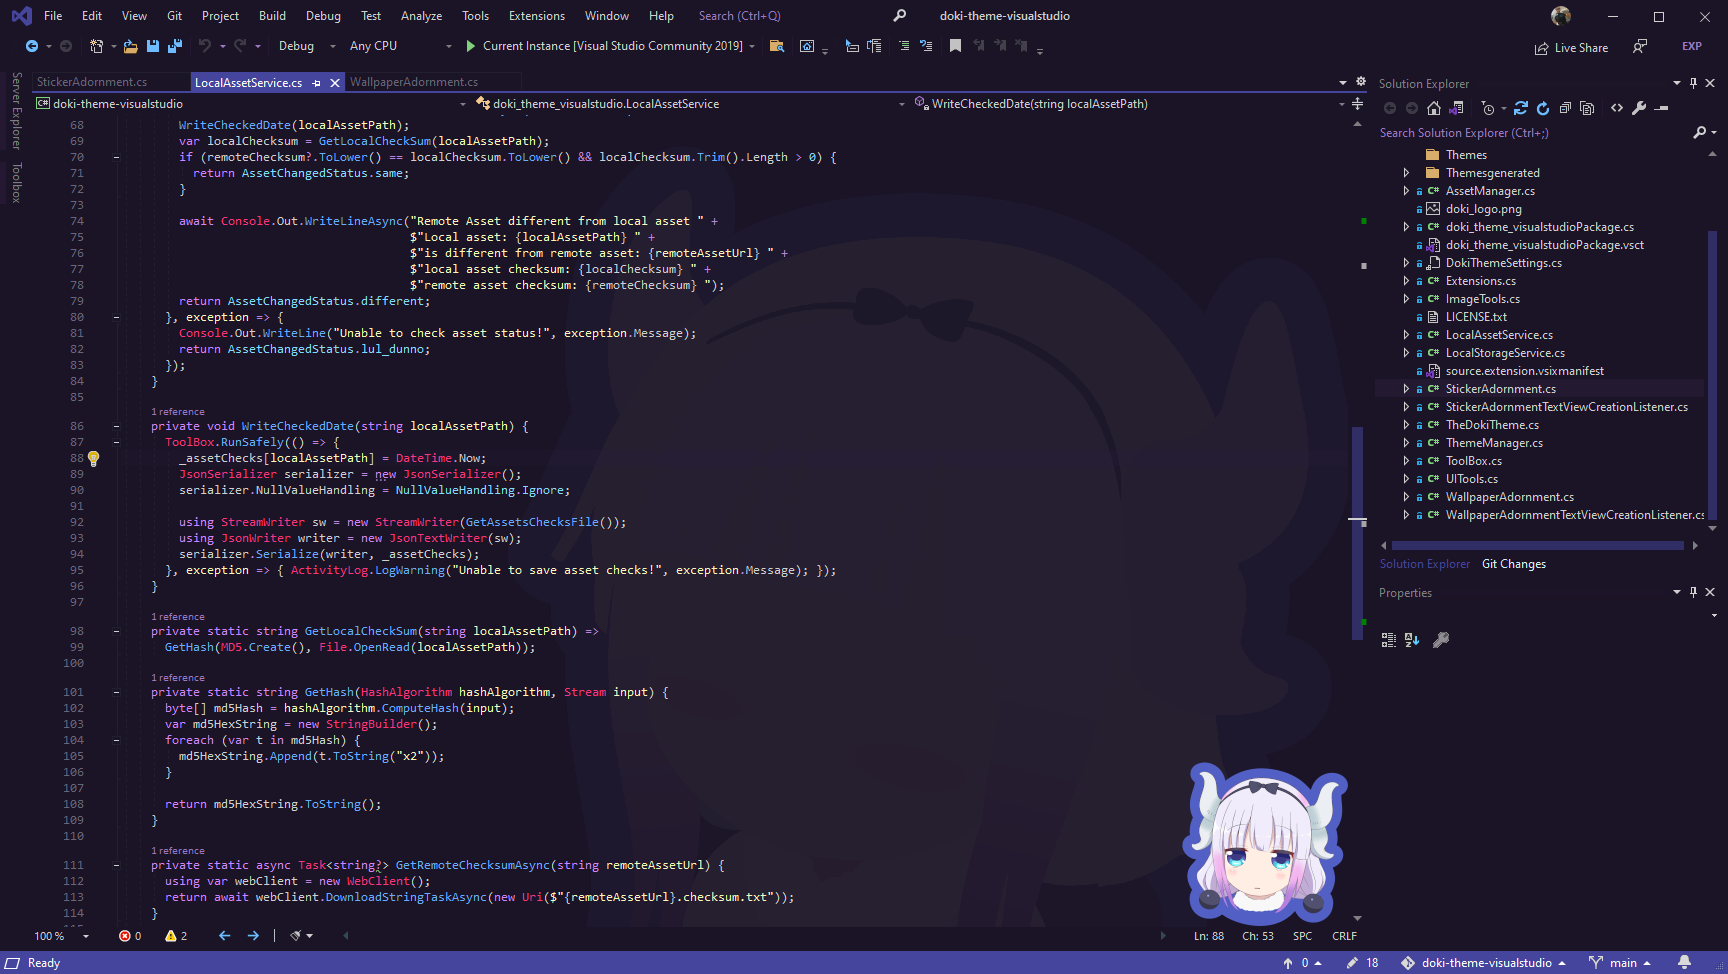 File Edit View Git Project Build Debug Test Analyze Tools Extensions Window Help Search (Ctrl+Q) doki-theme-visualstudio
Debug Any CPU Current Instance [Visual Studio Community 2019] Live Share EXP
Server Explorer
Toolbox
StickerAdornment.cs LocalAssetService.cs WallpaperAdornment.cs
doki-theme-visualstudio doki_theme_visualstudio.LocalAssetService WriteCheckedDate(string localAssetPath)
68 WriteCheckedDate(localAssetPath);
69 var localChecksum = GetLocalCheckSum(localAssetPath);
70 if (remoteChecksum?.ToLower() == localChecksum.ToLower() && localChecksum.Trim().Length > 0) {
71 return AssetChangedStatus.same;
72 }
73
74 await Console.Out.WriteLineAsync("Remote Asset different from local asset " +
75 $"Local asset: {localAssetPath} " +
76 $"is different from remote asset: {remoteAssetUrl} " +
77 $"local asset checksum: {localChecksum} " +
78 $"remote asset checksum: {remoteChecksum} ");
79 return AssetChangedStatus.different;
80 }, exception => {
81 Console.Out.WriteLine("Unable to check asset status!", exception.Message);
82 return AssetChangedStatus.lul_dunno;
83 });
84 }
85
1 reference
86 private void WriteCheckedDate(string localAssetPath) {
87 ToolBox.RunSafely(() => {
88 _assetChecks[localAssetPath] = DateTime.Now;
89 JsonSerializer serializer = new JsonSerializer();
90 serializer.NullValueHandling = NullValueHandling.Ignore;
91
92 using StreamWriter sw = new StreamWriter(GetAssetsChecksFile());
93 using JsonWriter writer = new JsonTextWriter(sw);
94 serializer.Serialize(writer, _assetChecks);
95 }, exception => { ActivityLog.LogWarning("Unable to save asset checks!", exception.Message); });
96 }
97
1 reference
98 private static string GetLocalCheckSum(string localAssetPath) =>
99 GetHash(MD5.Create(), File.OpenRead(localAssetPath));
100
1 reference
101 private static string GetHash(HashAlgorithm hashAlgorithm, Stream input) {
102 byte[] md5Hash = hashAlgorithm.ComputeHash(input);
103 var md5HexString = new StringBuilder();
104 foreach (var t in md5Hash) {
105 md5HexString.Append(t.ToString("x2"));
106 }
107
108 return md5HexString.ToString();
109 }
110
1 reference
111 private static async Task<string?> GetRemoteChecksumAsync(string remoteAssetUrl) {
112 using var webClient = new WebClient();
113 return await webClient.DownloadStringTaskAsync(new Uri($"{remoteAssetUrl}.checksum.txt"));
114 }
100 % 0 2 Ln: 88 Ch: 53 SPC CRLF
Solution Explorer
Search Solution Explorer (Ctrl+;)
Themes
Themesgenerated
AssetManager.cs
doki_logo.png
doki_theme_visualstudioPackage.cs
doki_theme_visualstudioPackage.vsct
DokiThemeSettings.cs
Extensions.cs
ImageTools.cs
LICENSE.txt
LocalAssetService.cs
LocalStorageService.cs
source.extension.vsixmanifest
StickerAdornment.cs
StickerAdornmentTextViewCreationListener.cs
TheDokiTheme.cs
ThemeManager.cs
ToolBox.cs
UITools.cs
WallpaperAdornment.cs
WallpaperAdornmentTextViewCreationListener.cs
Solution Explorer Git Changes
Properties
Ready 0 18 doki-theme-visualstudio main